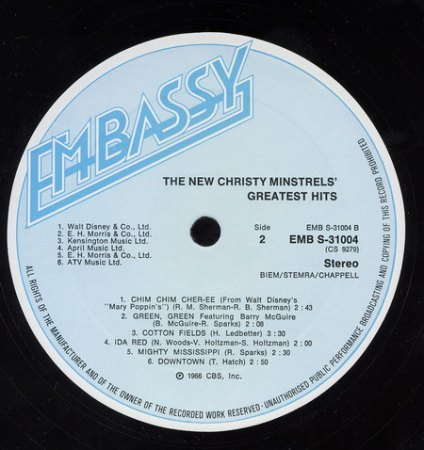 EMBASSY
THE NEW CHRISTY MINSTRELS'
GREATEST HITS
1. Walt Disney & Co., Ltd.
2. E. H. Morris & Co., Ltd.
3. Kensington Music Ltd.
4. April Music Ltd.
5. E. H. Morris & Co., Ltd.
6. ATV Music Ltd.
Side
2
EMB S-31004 B
EMB S-31004
(CS 9279)
Stereo
BIEM/STEMRA/CHAPPELL
1. CHIM CHIM CHER-EE (From Walt Disney's
"Mary Poppin's") (R. M. Sherman-R. B. Sherman) 2 : 43
2. GREEN, GREEN Featuring Barry McGuire
(B. McGuire-R. Sparks) 2 : 08
3. COTTON FIELDS (H. Ledbetter) 3 : 03
4. IDA RED (N. Woods-V. Holtzman-S. Holtzman) 2 : 00
5. MIGHTY MISSISSIPPI (R. Sparks) 2 : 30
6. DOWNTOWN (T. Hatch) 2 : 50
℗ 1966 CBS, Inc.
ALL RIGHTS OF THE MANUFACTURER AND OF THE OWNER OF THE RECORDED WORK RESERVED · UNAUTHORISED PUBLIC PERFORMANCE BROADCASTING AND COPYING OF THIS RECORD PROHIBITED